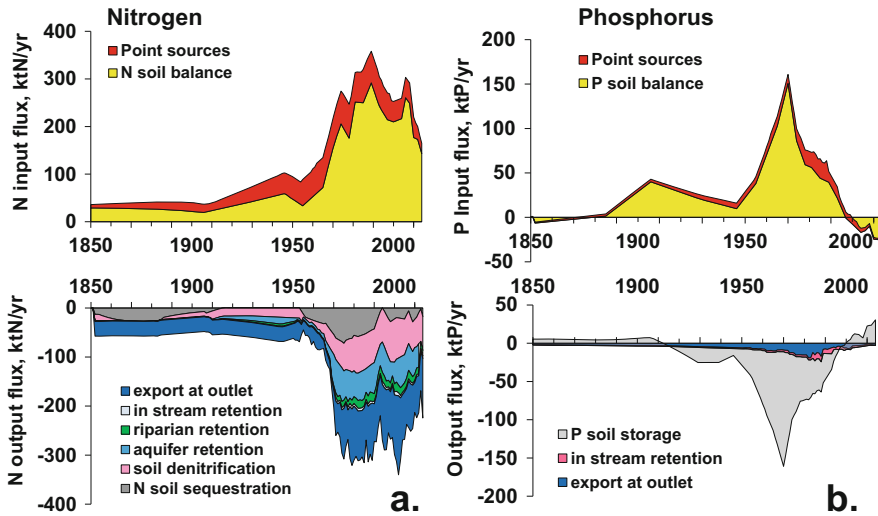 Nitrogen
N input flux, ktN/yr
400
300
200
100
0
Point sources
N soil balance
1850
1900
1950
2000
Phosphorus
P Input flux, ktP/yr
200
150
100
50
0
-50
Point sources
P soil balance
1850
1900
1950
2000
N output flux, ktN/yr
0
-100
-200
-300
-400
export at outlet
in stream retention
riparian retention
aquifer retention
soil denitrification
N soil sequestration
a.
1850
1900
1950
2000
Output flux, ktP/yr
50
0
-50
-100
-150
-200
P soil storage
in stream retention
export at outlet
b.